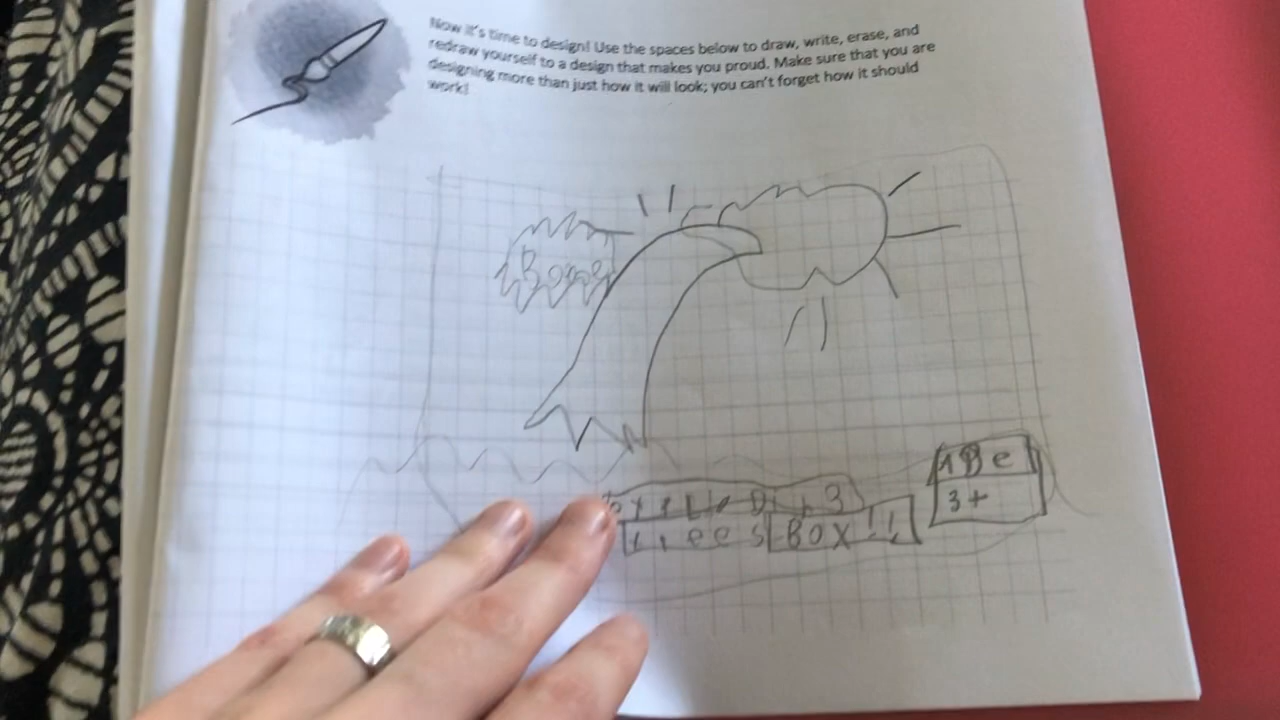 Now it's time to design! Use the spaces below to draw, write, erase, and
redraw yourself to a design that makes you proud. Make sure that you are
designing more than just how it will look; you can't forget how it should
work!
3
BOX!!
3+